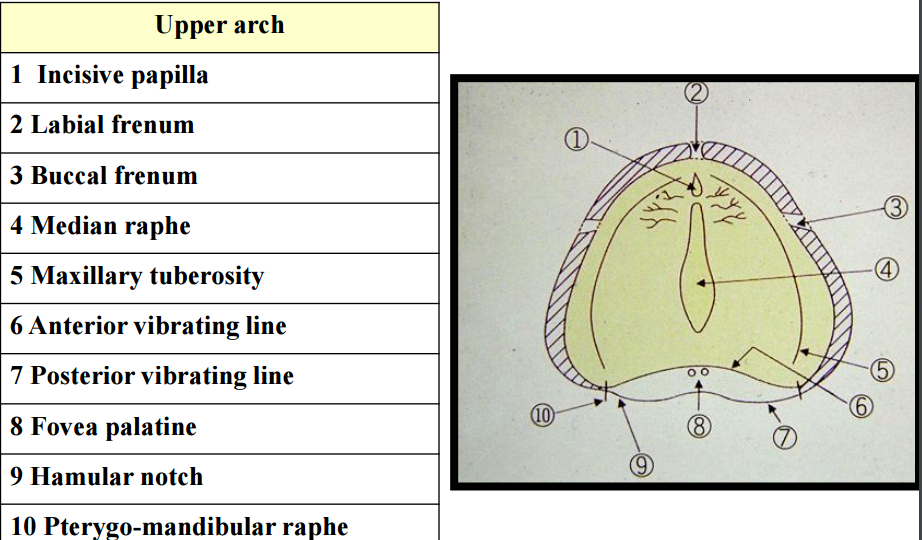 Upper arch
1 Incisive papilla
2 Labial frenum
3 Buccal frenum
4 Median raphe
5 Maxillary tuberosity
6 Anterior vibrating line
7 Posterior vibrating line
8 Fovea palatine
9 Hamular notch
10 Pterygo-mandibular raphe
②
①
③
④
⑤
⑥
⑩
⑧
⑦
⑨